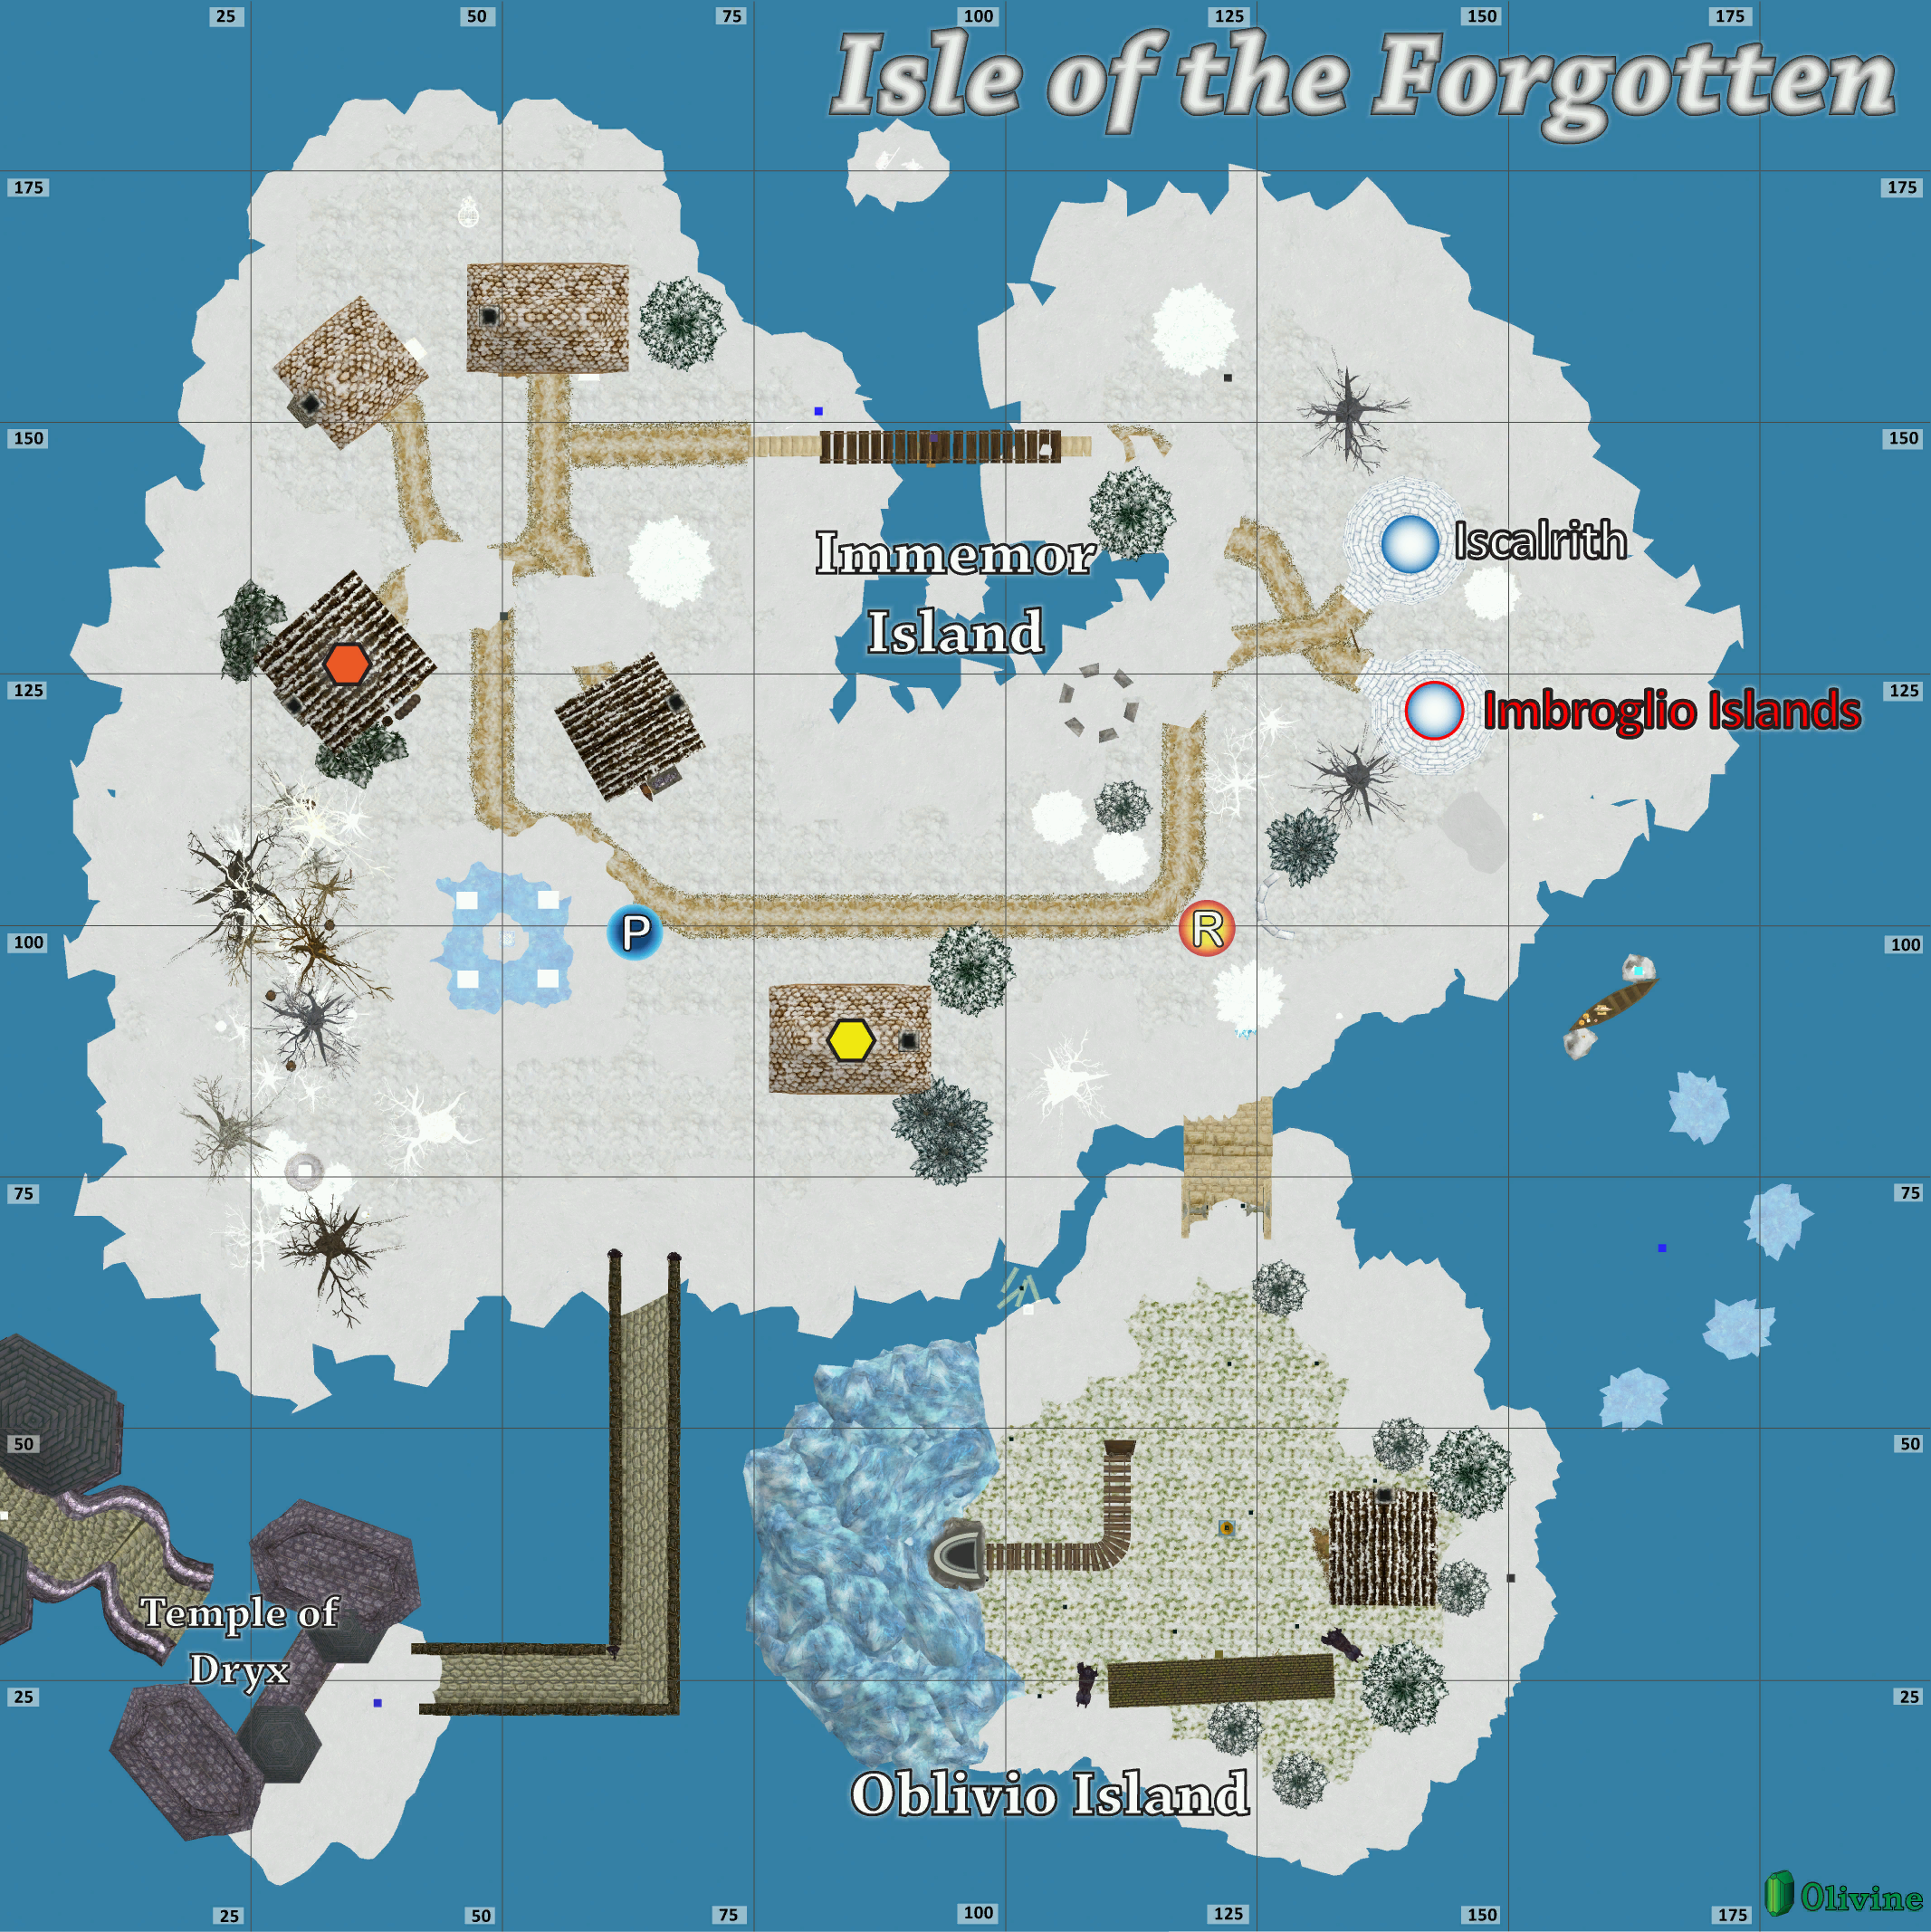 25 50 75 100 125 150 175
Isle of the Forgotten
175 175
150 150
Iscalrith
Immemor
Island
125 125
Imbroglio Islands
P R
100 100
75 75
50 50
Temple of
Dryx
25 25
Oblivio Island
Olivine
25 50 75 100 125 150 175